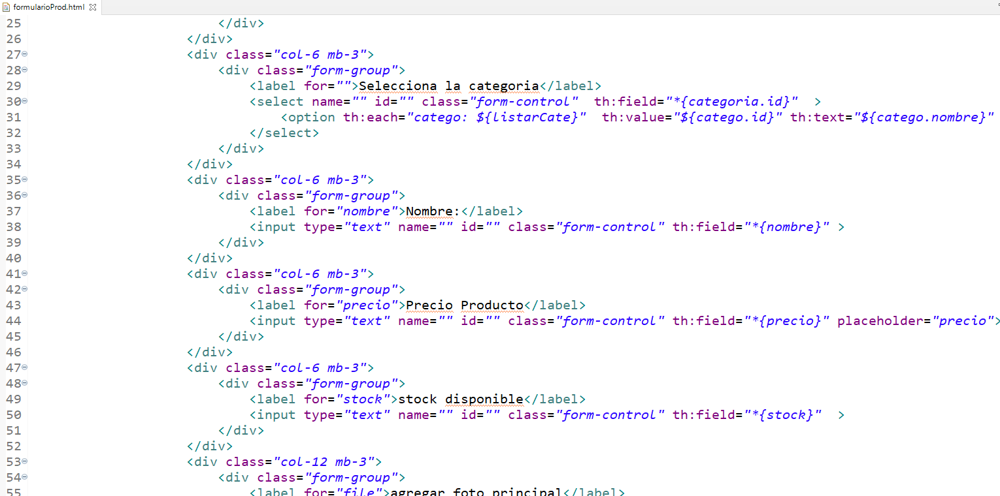 formularioProd.html
25 </div>
26 </div>
27 <div class="col-6 mb-3">
28 <div class="form-group">
29 <label for="">Selecciona la categoria</label>
30 <select name="" id="" class="form-control"  th:field="*{categoria.id}"  >
31 <option th:each="catego: ${listarCate}"  th:value="${catego.id}" th:text="${catego.nombre}"
32 </select>
33 </div>
34 </div>
35 <div class="col-6 mb-3">
36 <div class="form-group">
37 <label for="nombre">Nombre:</label>
38 <input type="text" name="" id="" class="form-control" th:field="*{nombre}" >
39 </div>
40 </div>
41 <div class="col-6 mb-3">
42 <div class="form-group">
43 <label for="precio">Precio Producto</label>
44 <input type="text" name="" id="" class="form-control" th:field="*{precio}" placeholder="precio">
45 </div>
46 </div>
47 <div class="col-6 mb-3">
48 <div class="form-group">
49 <label for="stock">stock disponible</label>
50 <input type="text" name="" id="" class="form-control" th:field="*{stock}"  >
51 </div>
52 </div>
53 <div class="col-12 mb-3">
54 <div class="form-group">
55 <label for="file">agregar foto principal</label>